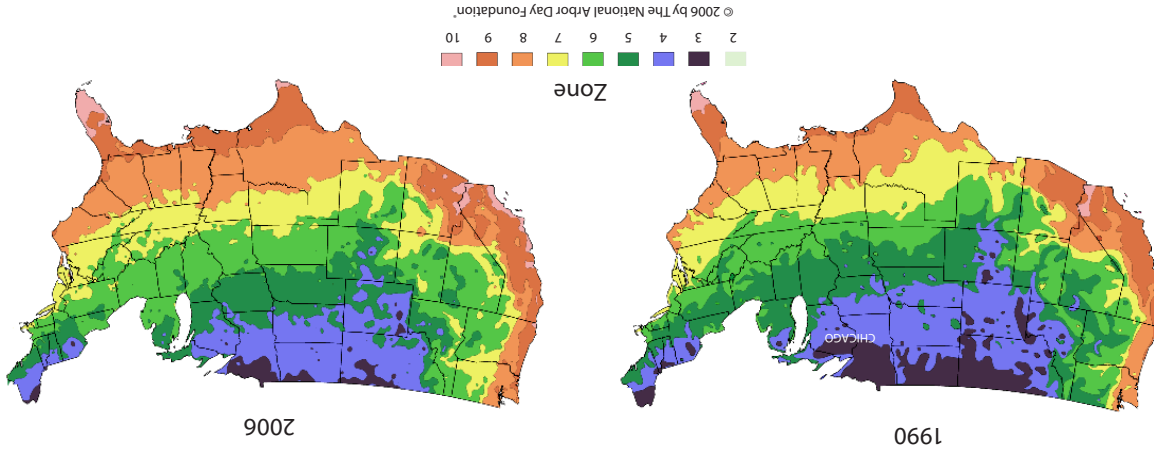 1990
2006
CHICAGO
Zone
2 3 4 5 6 7 8 9 10
© 2006 by The National Arbor Day Foundation®